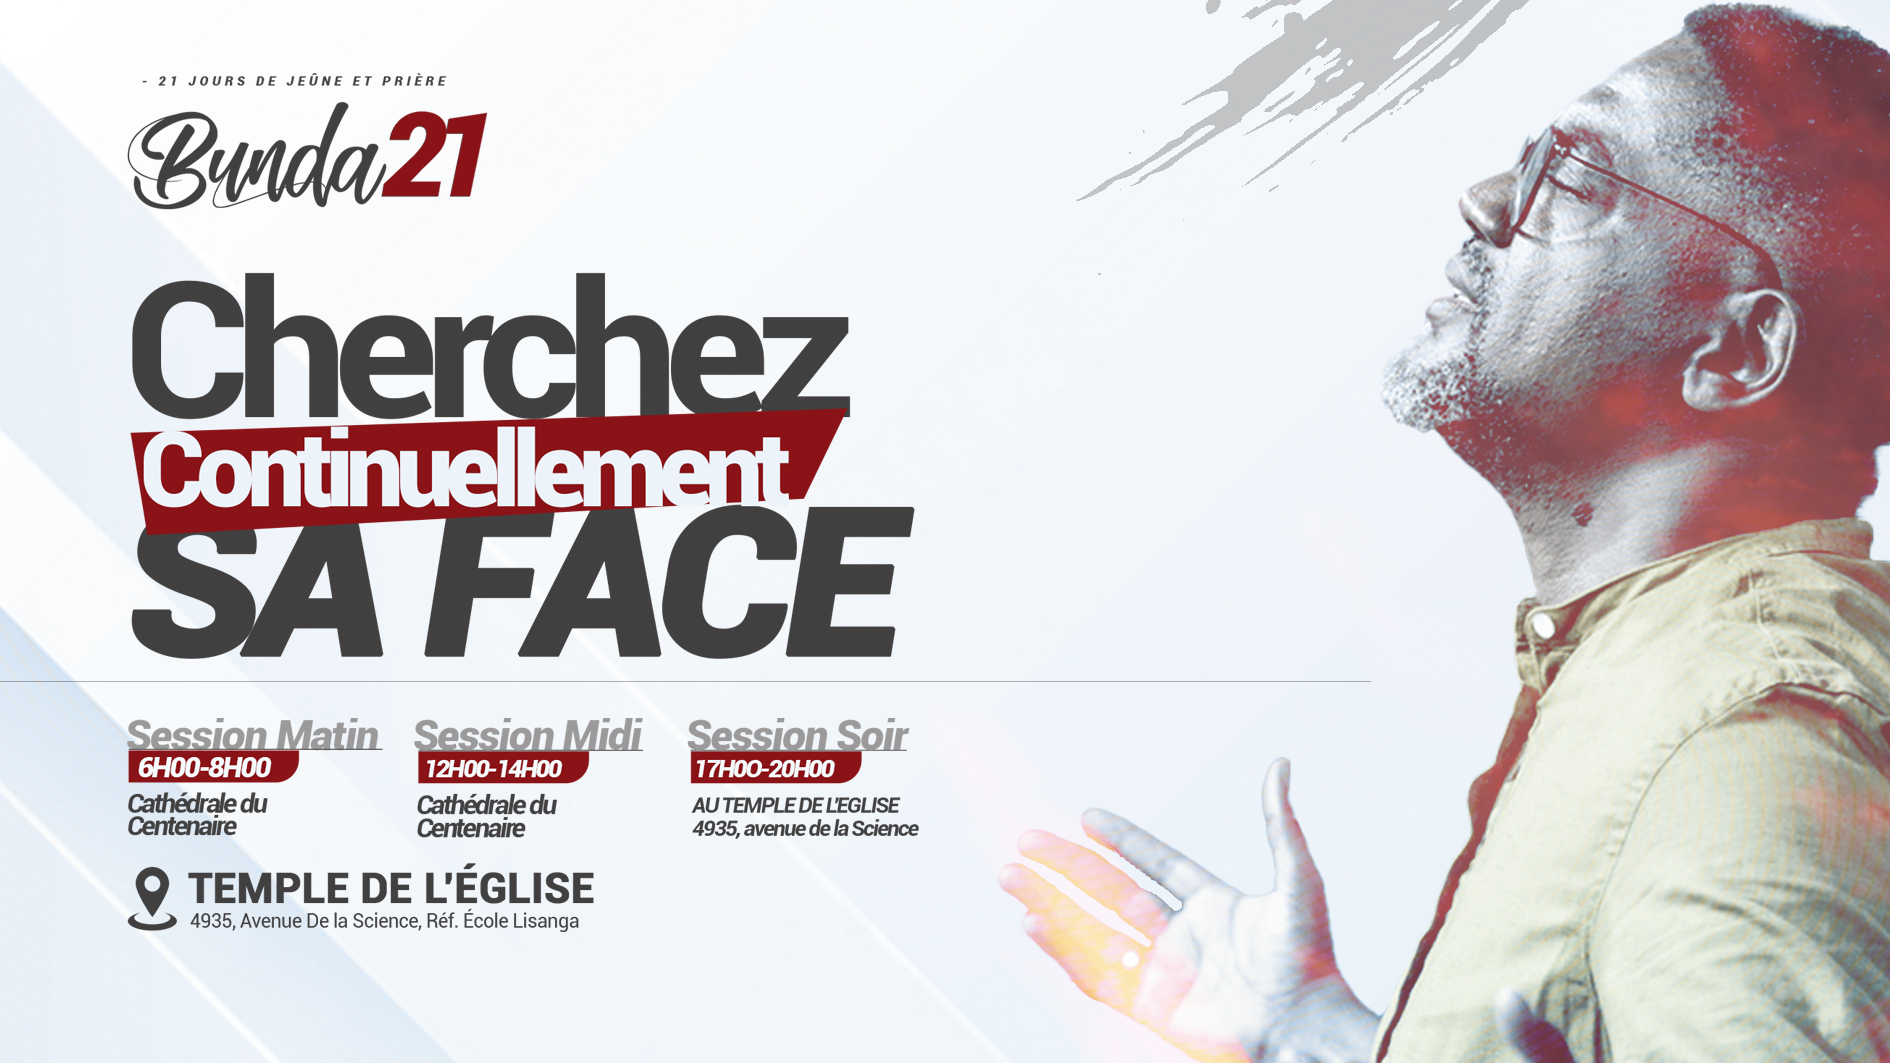 - 21 JOURS DE JEÛNE ET PRIÈRE
Bunda21
Cherchez
Continuellement
SA FACE
Session Matin
6H00-8H00
Cathédrale du
Centenaire
Session Midi
12H00-14H00
Cathédrale du
Centenaire
Session Soir
17H0O-20H00
AU TEMPLE DE L'EGLISE
4935, avenue de la Science
TEMPLE DE L'ÉGLISE
4935, Avenue De la Science, Réf. École Lisanga